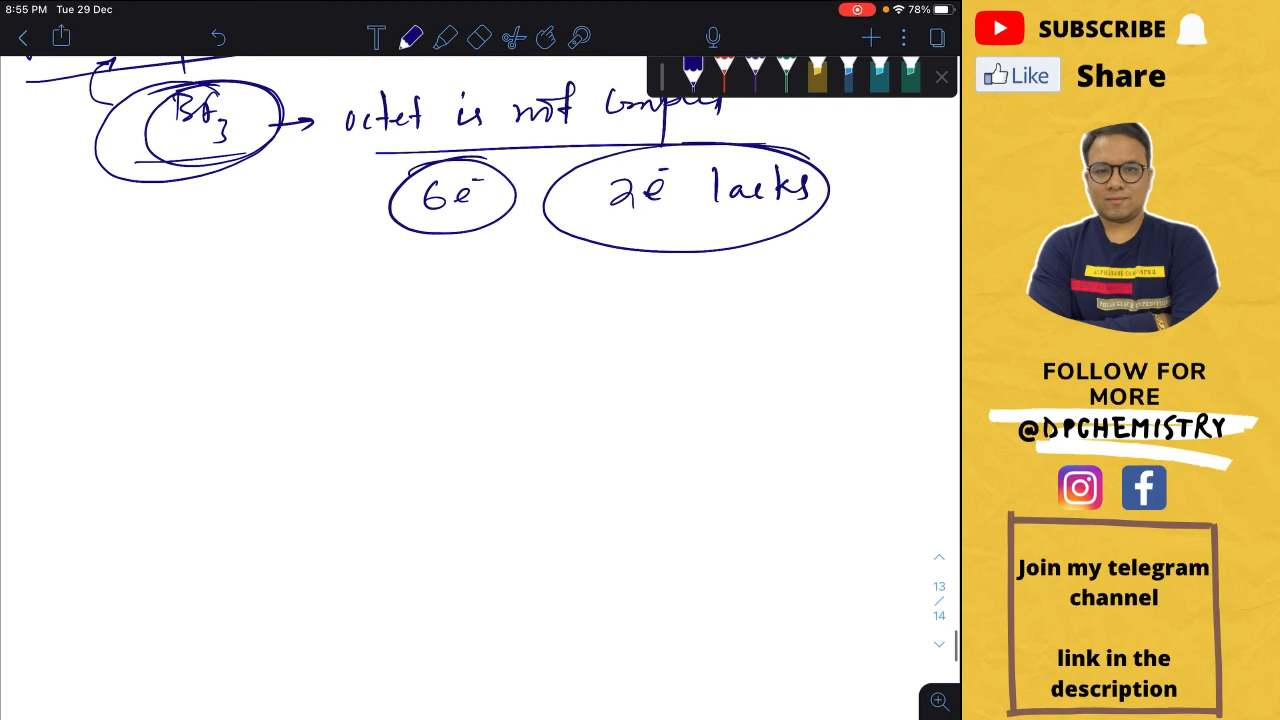 8:55 PM Tue 29 Dec
78%
BF3 → octet is not
6e⁻ 2e⁻ lacks
13
/
14
SUBSCRIBE
Like Share
FOLLOW FOR
MORE
@DPCHEMISTRY
Join my telegram
channel
link in the
description